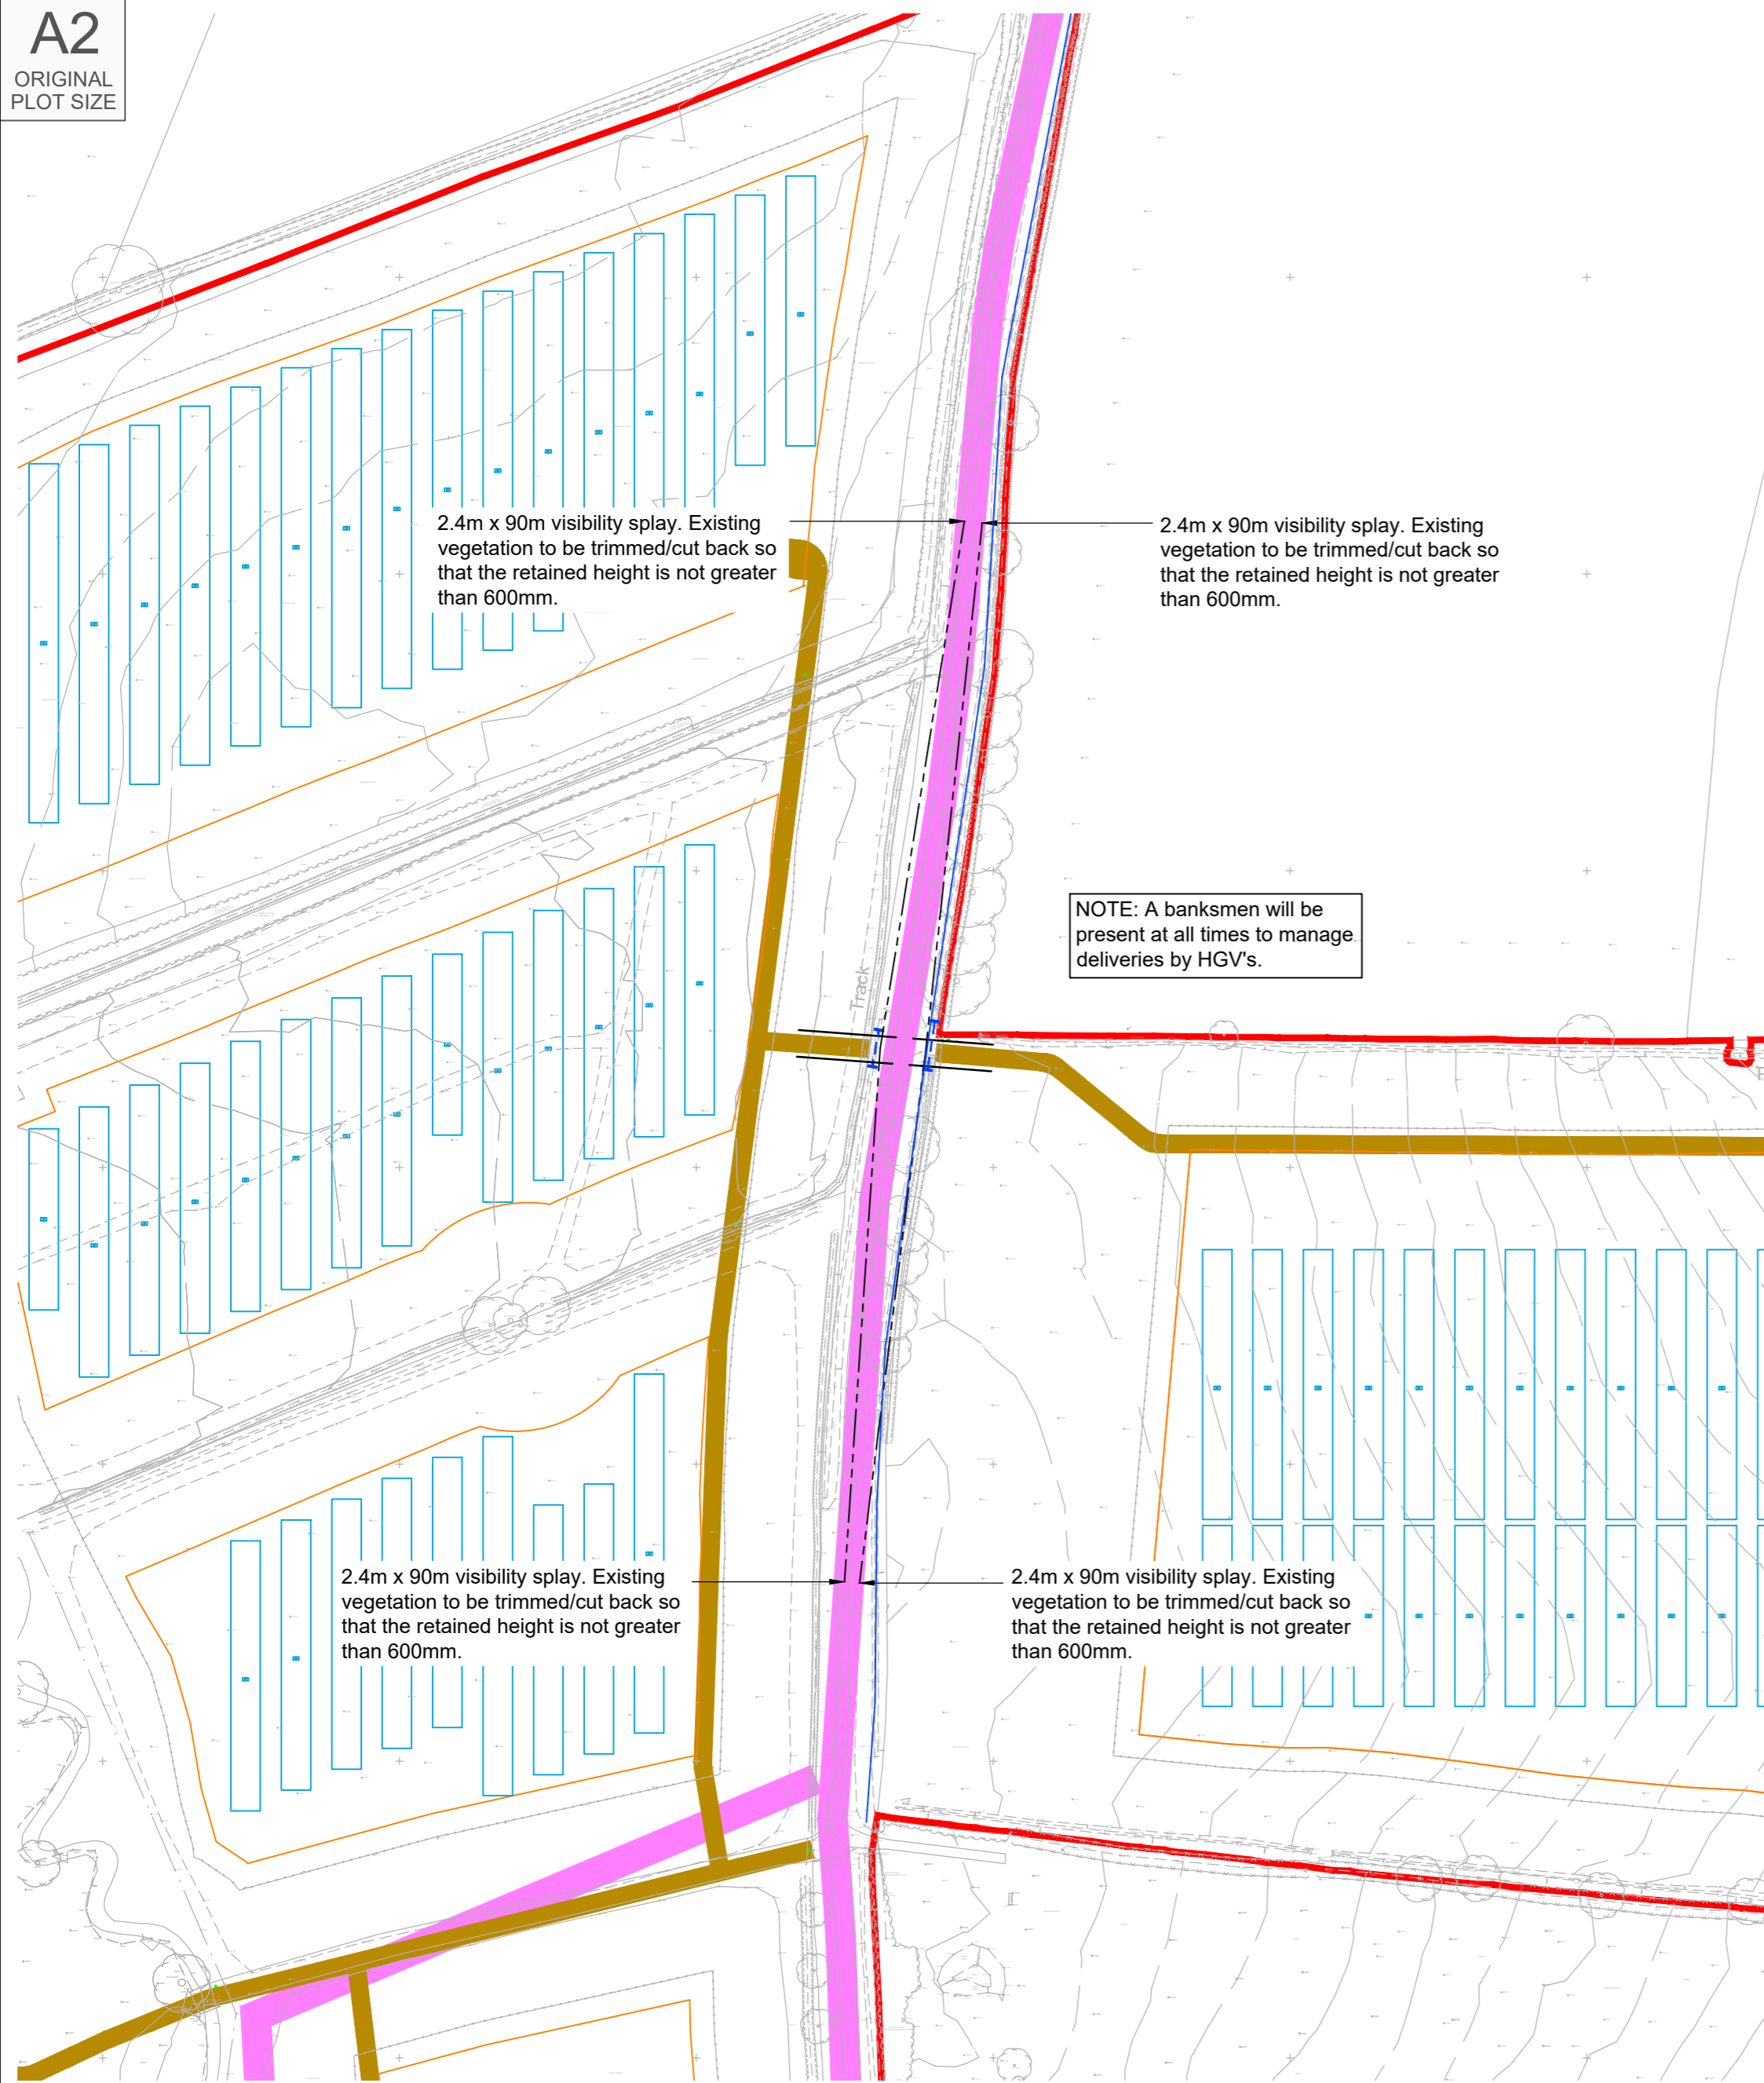 A2
ORIGINAL
PLOT SIZE
2.4m x 90m visibility splay. Existing
vegetation to be trimmed/cut back so
that the retained height is not greater
than 600mm.
2.4m x 90m visibility splay. Existing
vegetation to be trimmed/cut back so
that the retained height is not greater
than 600mm.
NOTE: A banksmen will be
present at all times to manage
deliveries by HGV's.
Track
2.4m x 90m visibility splay. Existing
vegetation to be trimmed/cut back so
that the retained height is not greater
than 600mm.
2.4m x 90m visibility splay. Existing
vegetation to be trimmed/cut back so
that the retained height is not greater
than 600mm.